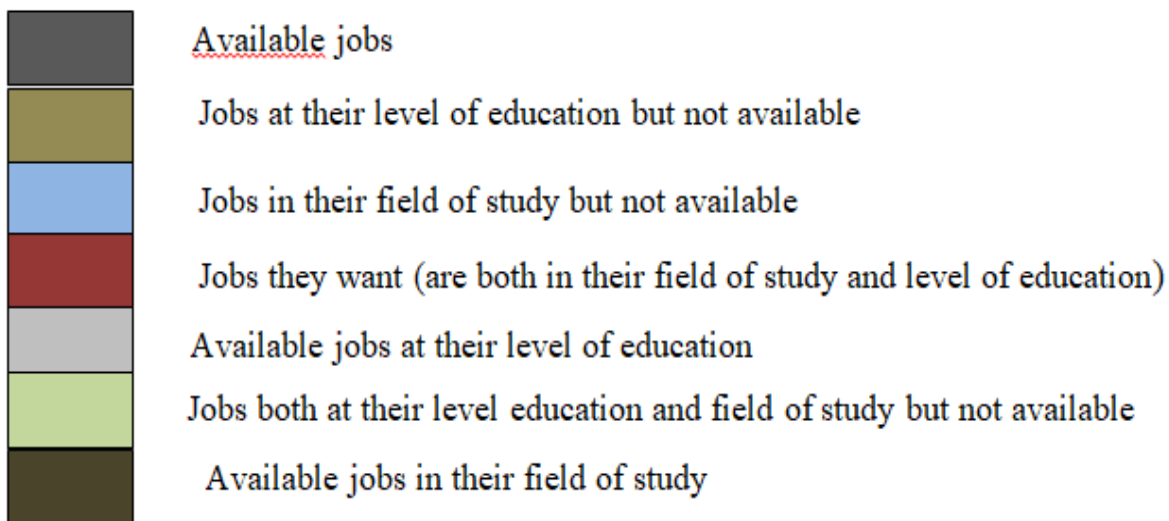 Available jobs
Jobs at their level of education but not available
Jobs in their field of study but not available
Jobs they want (are both in their field of study and level of education)
Available jobs at their level of education
Jobs both at their level education and field of study but not available
Available jobs in their field of study